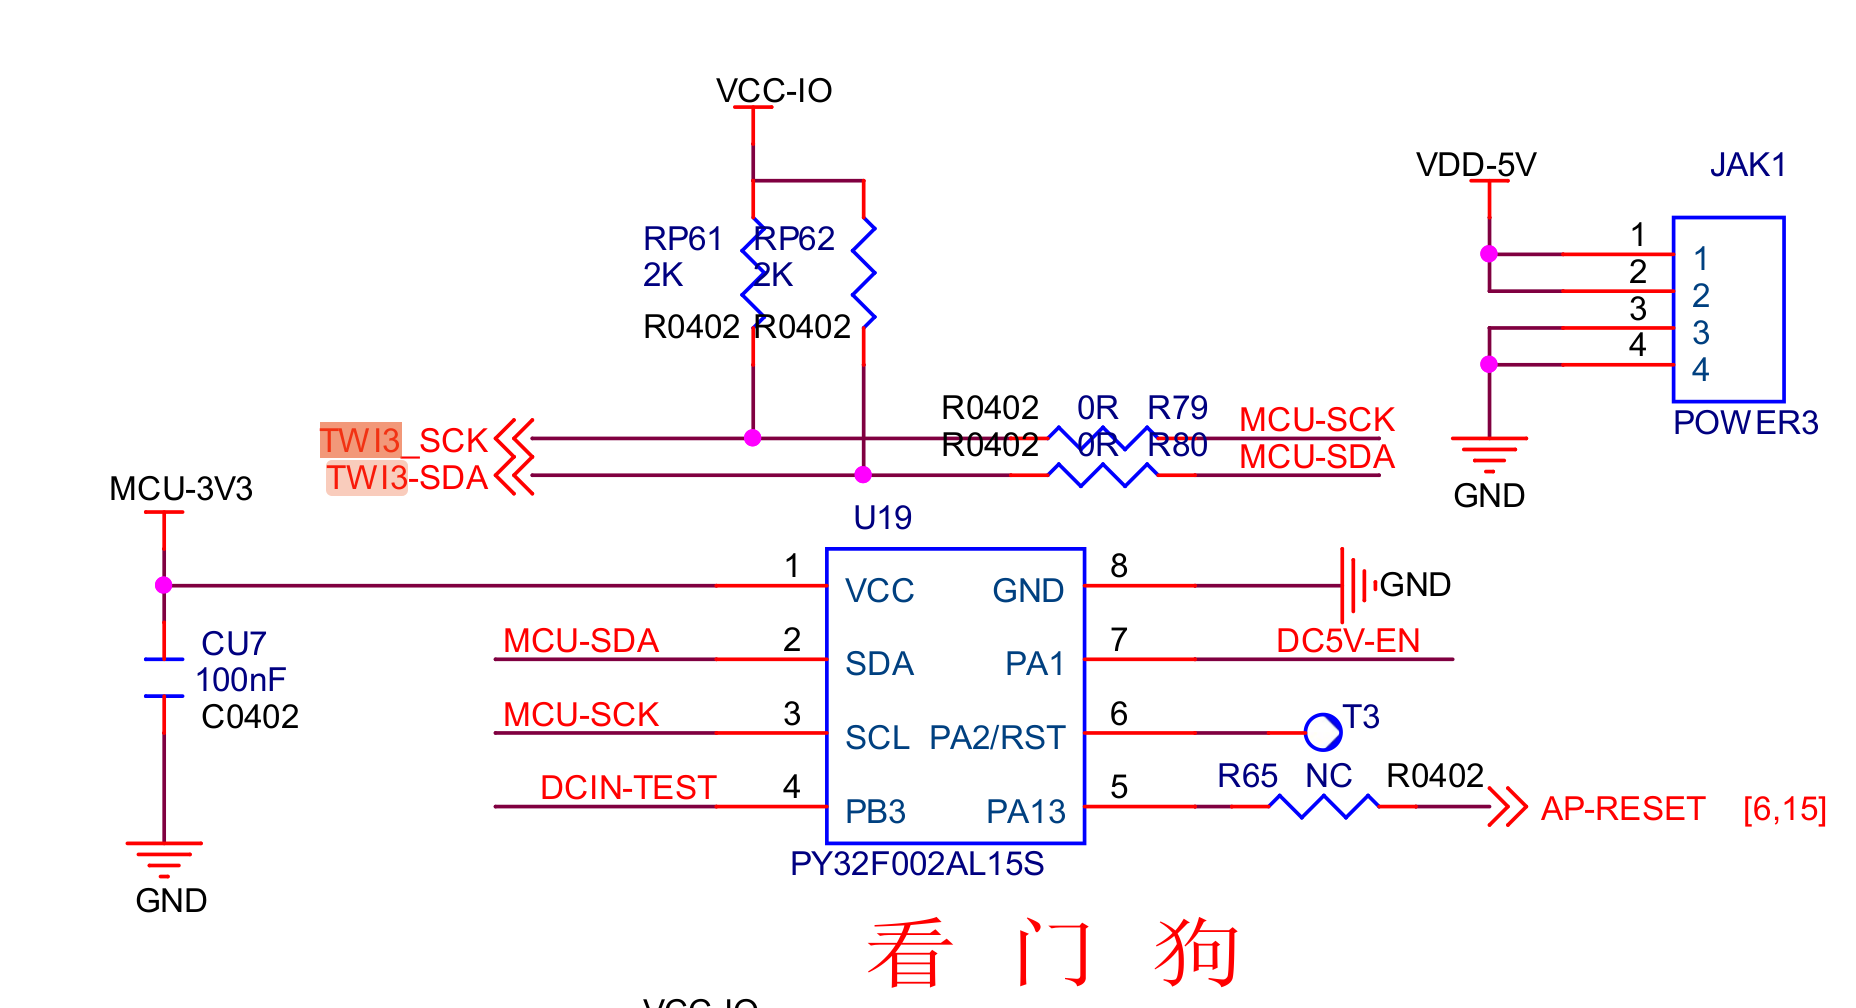 VCC-IO
RP61
2K
R0402
RP62
2K
R0402
VDD-5V
JAK1
1
2
3
4
1
2
3
4
POWER3
GND
R0402 0R R79 MCU-SCK
R0402 0R R80 MCU-SDA
TWI3_SCK
TWI3-SDA
MCU-3V3
CU7
100nF
C0402
GND
U19
1 VCC
MCU-SDA 2 SDA
MCU-SCK 3 SCL
DCIN-TEST 4 PB3
GND 8 GND
PA1 7 DC5V-EN
PA2/RST 6 T3
PA13 5 R65 NC R0402 AP-RESET [6,15]
PY32F002AL15S
看门狗
VCC-IO